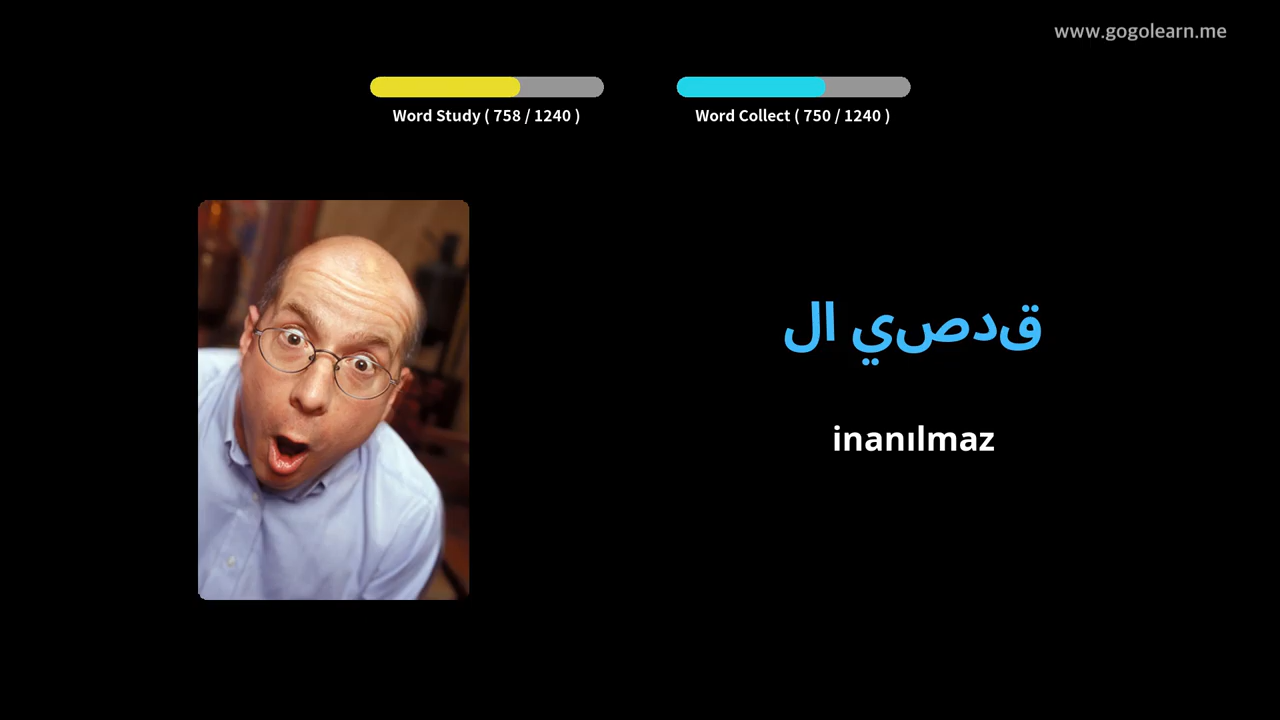 www.gogolearn.me
Word Study ( 758 / 1240 )
Word Collect ( 750 / 1240 )
قدصي ال
inanılmaz